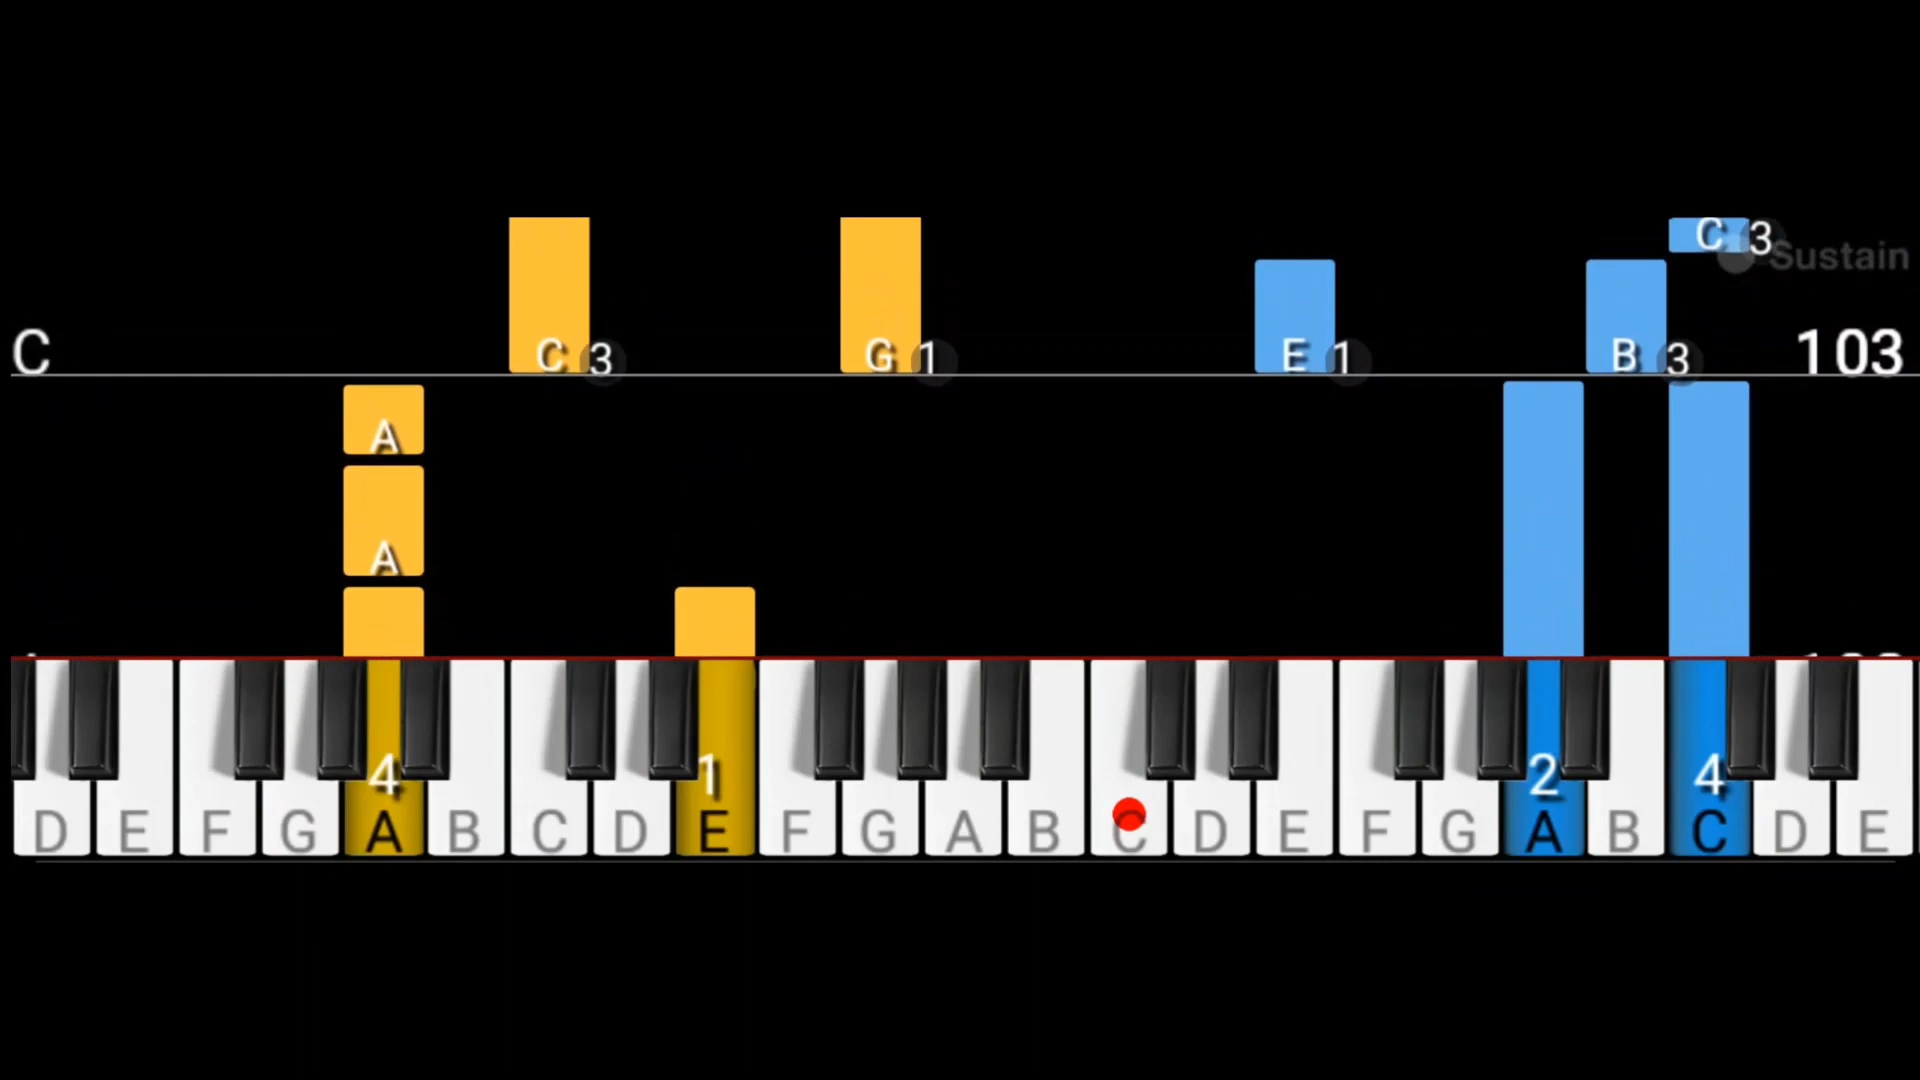 C 3
Sustain
C
C 3
G 1
E 1
B 3
103
A
A
4 1 2 4
D E F G A B C D E F G A B C D E F G A B C D E